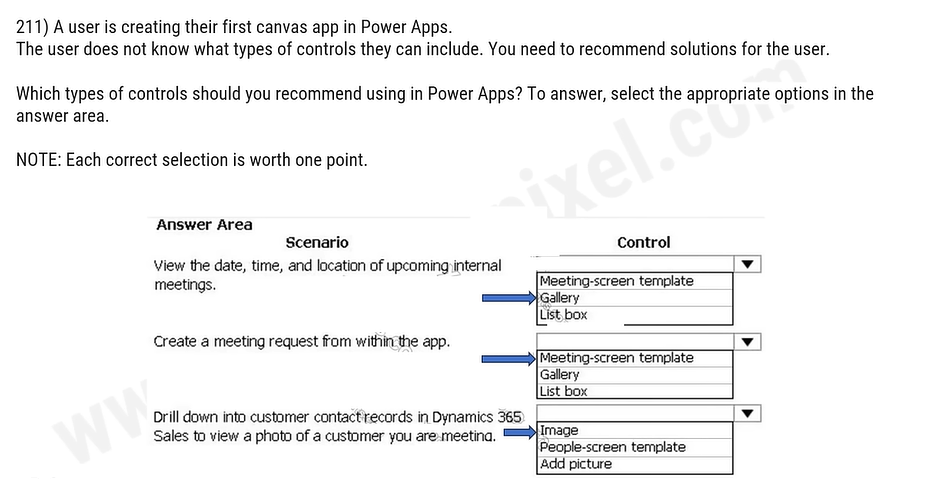 211) A user is creating their first canvas app in Power Apps.
The user does not know what types of controls they can include. You need to recommend solutions for the user.
Which types of controls should you recommend using in Power Apps? To answer, select the appropriate options in the
answer area.
NOTE: Each correct selection is worth one point.
Answer Area
Scenario
Control
View the date, time, and location of upcoming internal
meetings.
Meeting-screen template
Gallery
List box
Create a meeting request from within the app.
Meeting-screen template
Gallery
List box
Drill down into customer contact records in Dynamics 365
Sales to view a photo of a customer you are meeting.
Image
People-screen template
Add picture